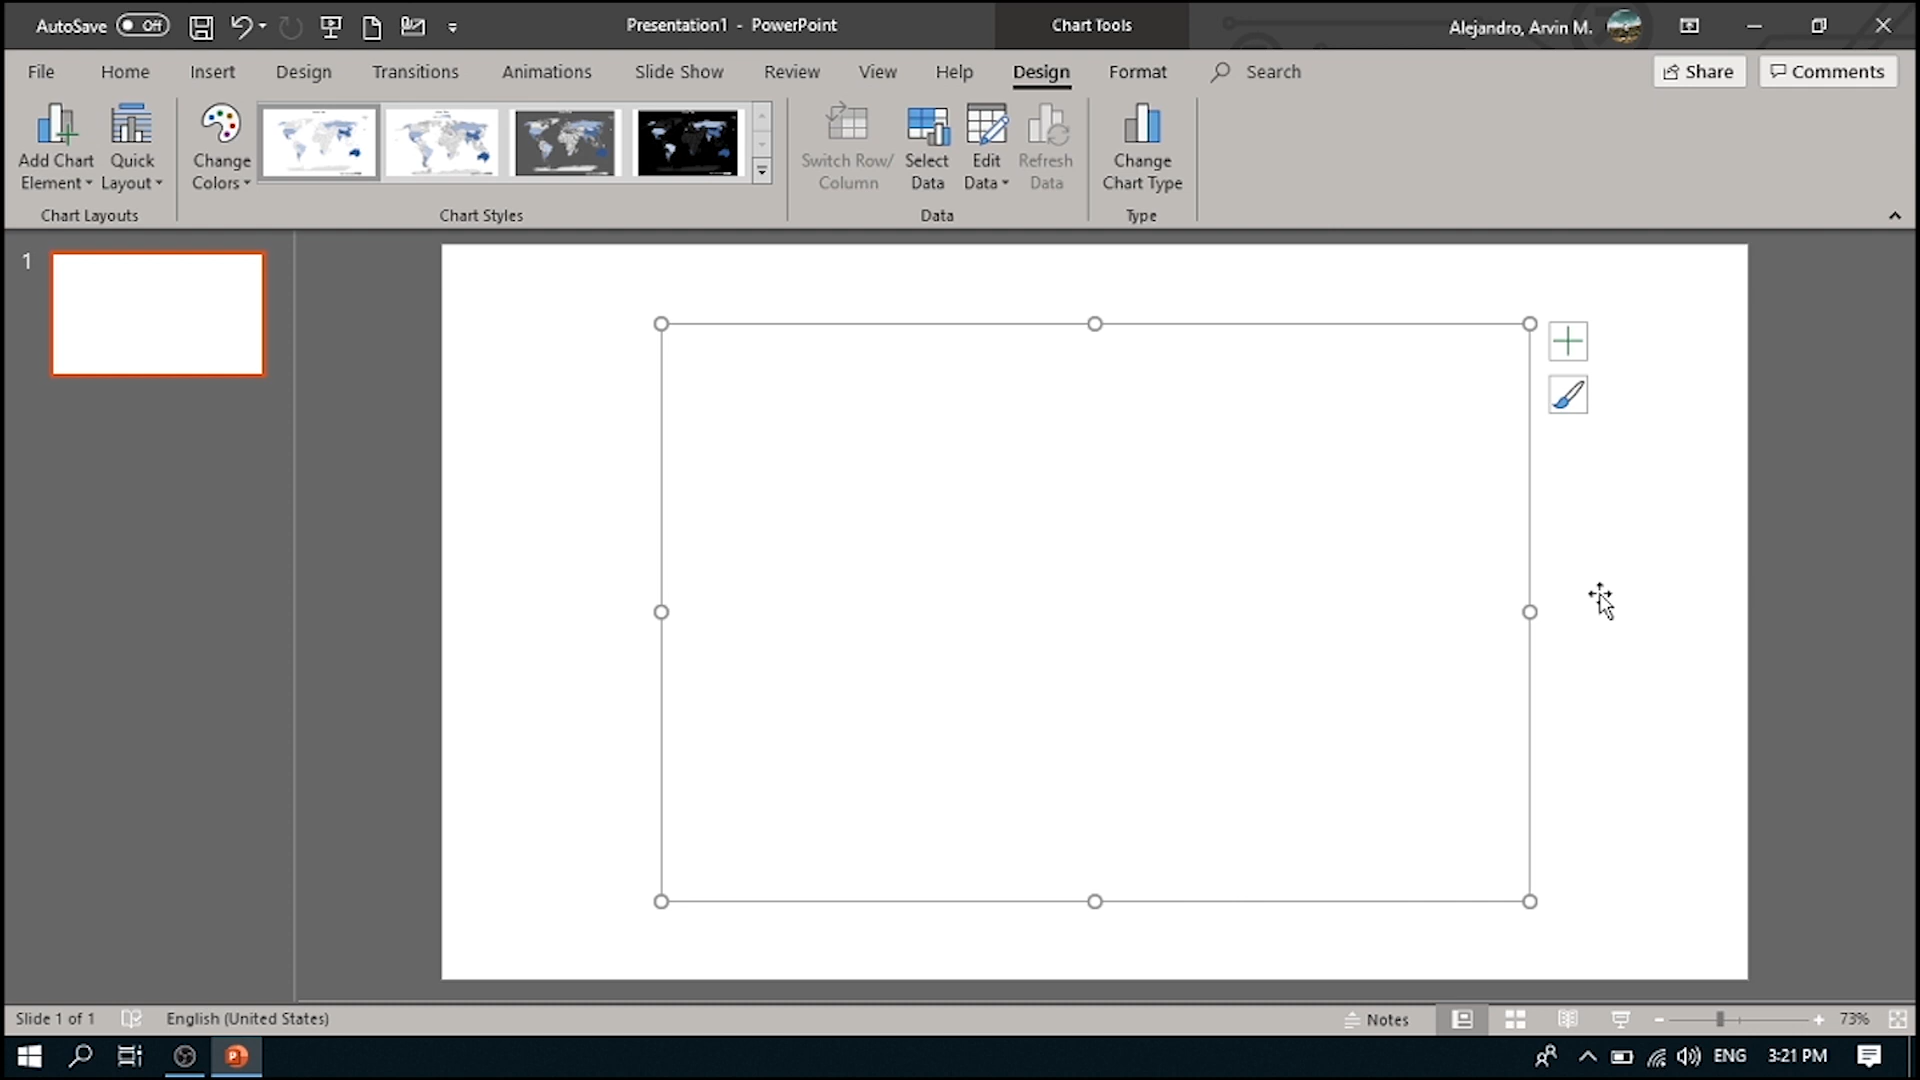 AutoSave Off Presentation1 - PowerPoint Chart Tools Alejandro, Arvin M.
File Home Insert Design Transitions Animations Slide Show Review View Help Design Format Search Share Comments
Add Chart Element
Quick Layout
Change Colors
Switch Row/ Column
Select Data
Edit Data
Refresh Data
Change Chart Type
Chart Layouts Chart Styles Data Type
1
Slide 1 of 1 English (United States) Notes 73%
ENG 3:21 PM